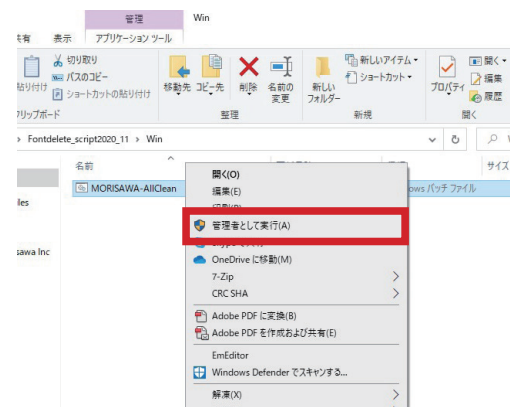 管理
Win
共有
表示
アプリケーション ツール
切り取り
パスのコピー
貼り付け
ショートカットの貼り付け
クリップボード
移動先
コピー先
削除
名前の
変更
整理
新しい
フォルダー
新しいアイテム
ショートカット
新規
プロパティ
開く
編集
履歴
開く
> Fontdelete_script2020_11 > Win
名前
サイズ
MORISAWA-AllClean
ows バッチ ファイル
les
sawa Inc
開く(O)
編集(E)
管理者として実行(A)
OneDrive に移動(M)
7-Zip
CRC SHA
Adobe PDF に変換(B)
Adobe PDF を作成および共有(E)
EmEditor
Windows Defender でスキャンする...
解凍(X)